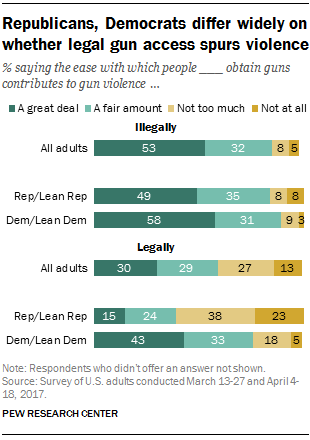 Republicans, Democrats differ widely on
whether legal gun access spurs violence
% saying the ease with which people ___ obtain guns
contributes to gun violence ...
A great deal A fair amount Not too much Not at all
Illegally
All adults 53 32 8 5
Rep/Lean Rep 49 35 8 8
Dem/Lean Dem 58 31 9 3
Legally
All adults 30 29 27 13
Rep/Lean Rep 15 24 38 23
Dem/Lean Dem 43 33 18 5
Note: Respondents who didn't offer an answer not shown.
Source: Survey of U.S. adults conducted March 13-27 and April 4-
18, 2017.
PEW RESEARCH CENTER